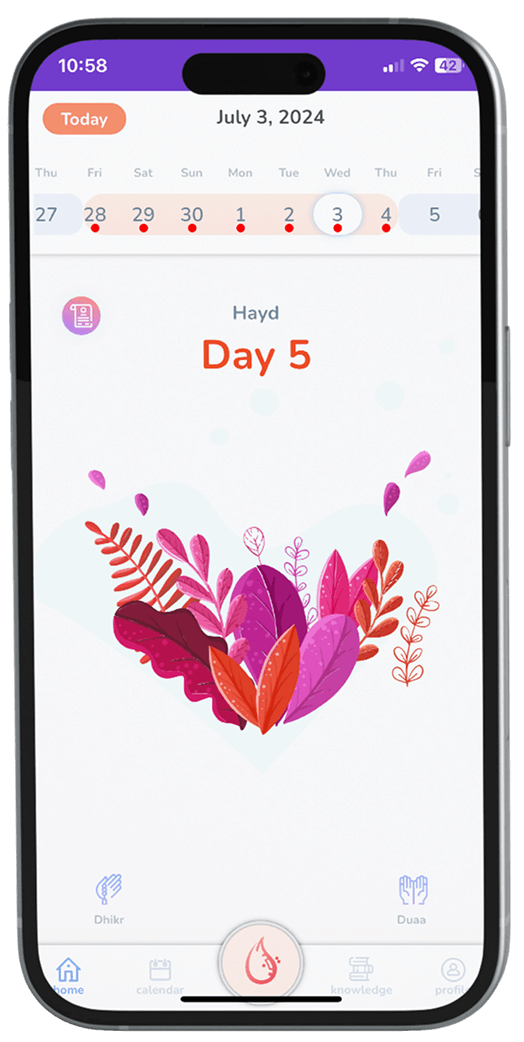 10:58
42
Today
July 3, 2024
Thu Fri Sat Sun Mon Tue Wed Thu Fri
27 28 29 30 1 2 3 4 5
Hayd
Day 5
Dhikr
Duaa
home calendar knowledge profile